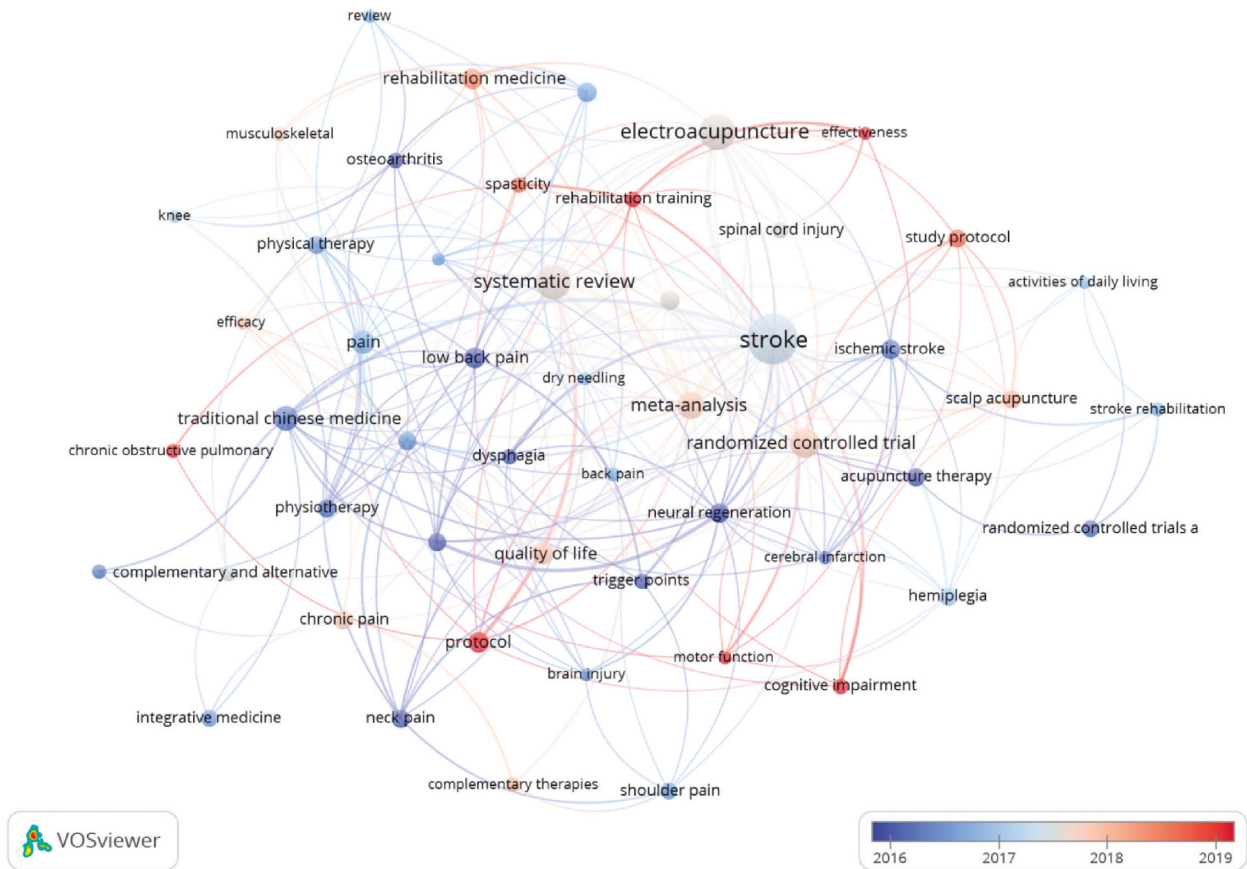 review
rehabilitation medicine
electroacupuncture
effectiveness
musculoskeletal
osteoarthritis
spasticity
rehabilitation training
knee
spinal cord injury
study protocol
physical therapy
systematic review
activities of daily living
efficacy
pain
stroke
low back pain
ischemic stroke
dry needling
meta-analysis
scalp acupuncture
stroke rehabilitation
traditional chinese medicine
randomized controlled trial
chronic obstructive pulmonary
dysphagia
back pain
acupuncture therapy
physiotherapy
neural regeneration
randomized controlled trials a
quality of life
cerebral infarction
complementary and alternative
trigger points
hemiplegia
chronic pain
protocol
motor function
brain injury
cognitive impairment
integrative medicine
neck pain
complementary therapies
shoulder pain
VOSviewer
2016
2017
2018
2019